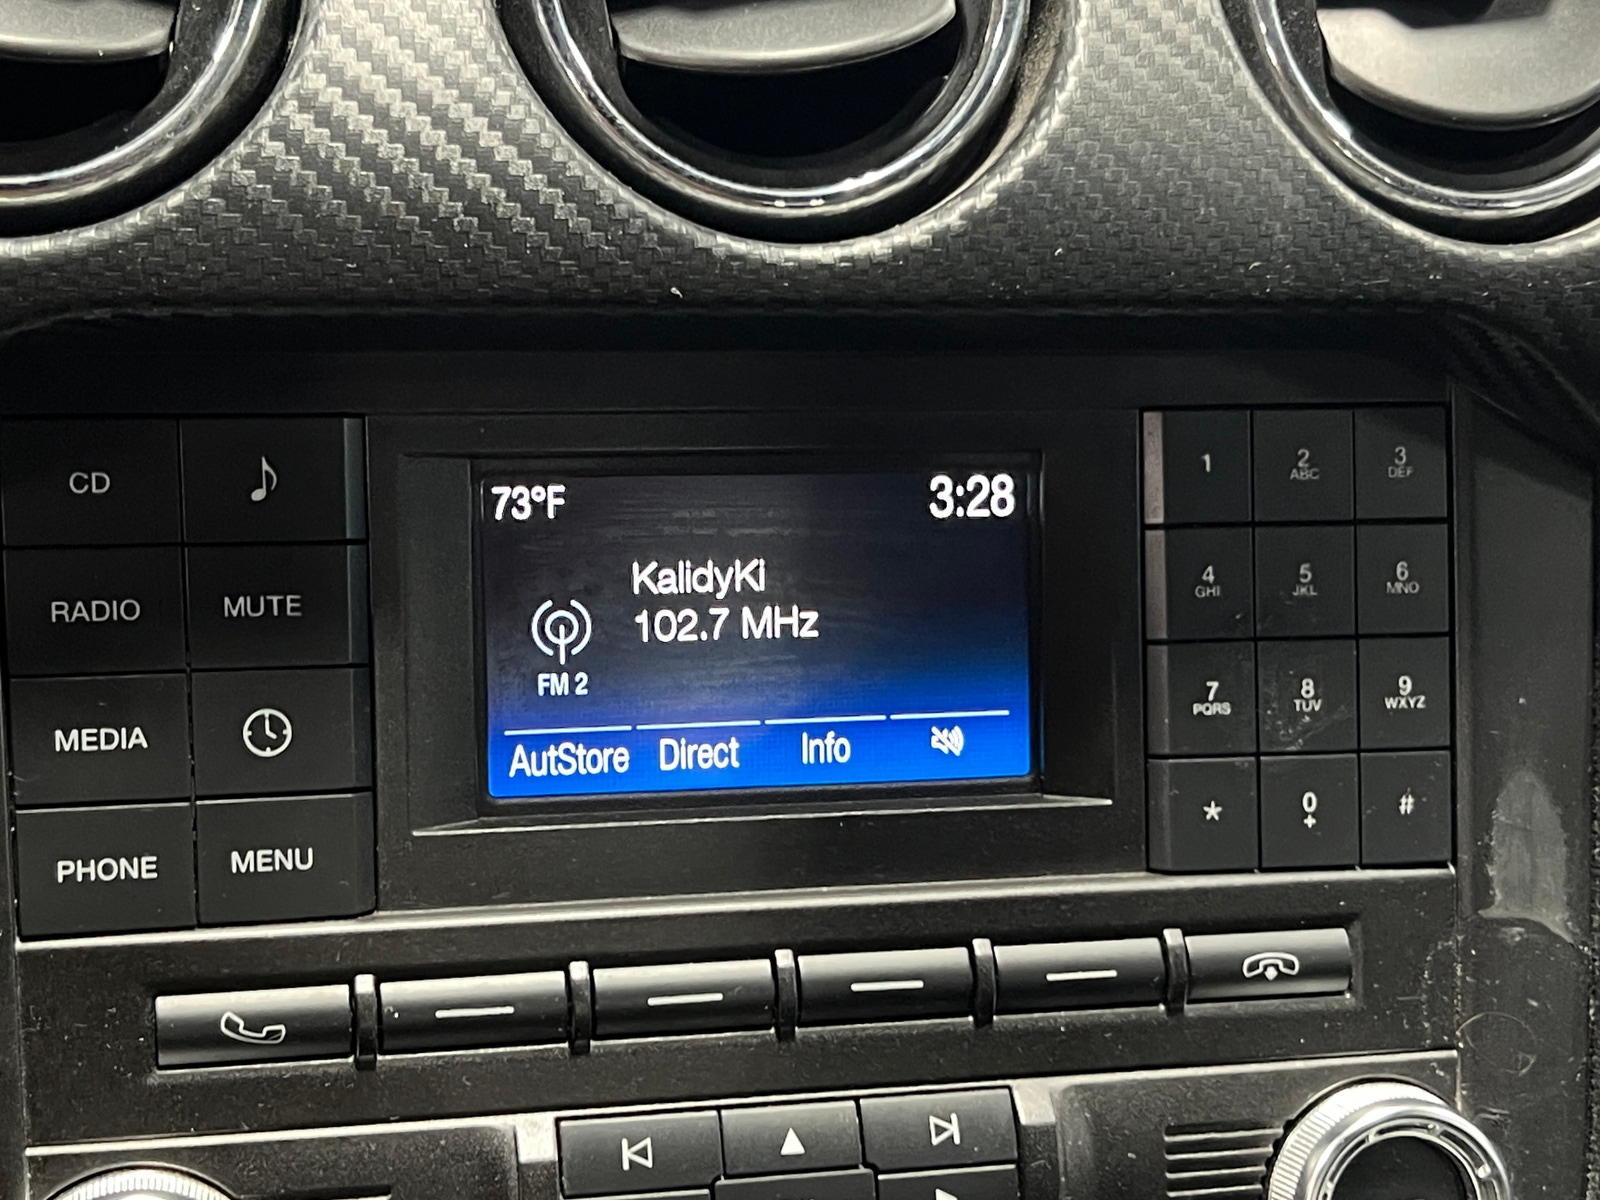 73°F 3:28
KalidyKi
102.7 MHz
FM 2
AutStore Direct Info
CD
RADIO MUTE
MEDIA
PHONE MENU
1 2 ABC 3 DEF
4 GHI 5 JKL 6 MNO
7 PQRS 8 TUV 9 WXYZ
* 0 + #